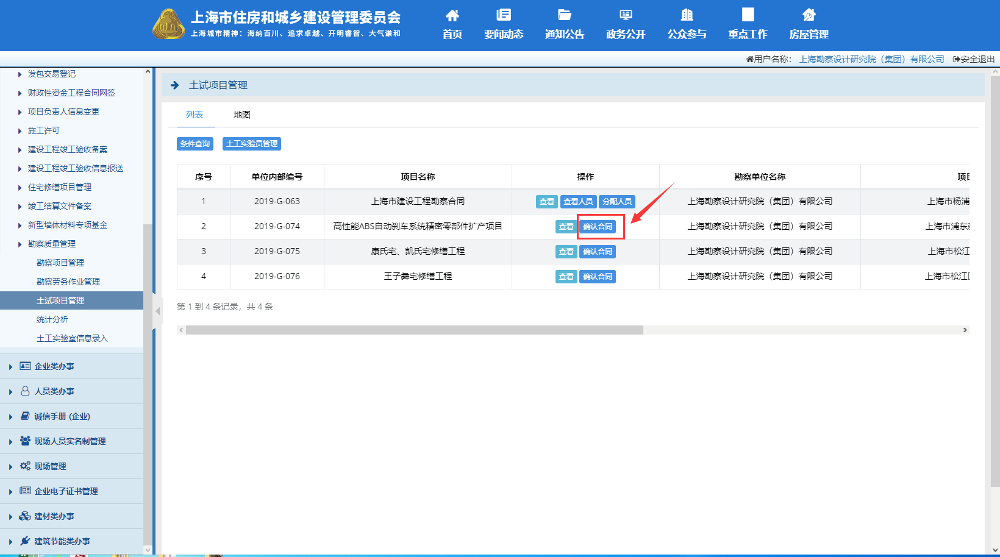 上海市住房和城乡建设管理委员会
上海城市精神：海纳百川、追求卓越、开明睿智、大气谦和
首页
要闻动态
通知公告
政务公开
公众参与
重点工作
房屋管理
用户名称： 上海勘察设计研究院（集团）有限公司 安全退出
发包交易登记
财政性资金工程合同网签
项目负责人信息变更
施工许可
建设工程竣工验收备案
建设工程竣工验收信息报送
住宅修缮项目管理
竣工结算文件备案
新型墙体材料专项基金
勘察质量管理
勘察项目管理
勘察劳务作业管理
土试项目管理
统计分析
土工实验室信息录入
企业类办事
人员类办事
诚信手册 (企业)
现场人员实名制管理
现场管理
企业电子证书管理
建材类办事
建筑节能类办事
土试项目管理
列表 地图
条件查询 土工实验员管理
序号 单位内部编号 项目名称 操作 勘察单位名称 项目
1 2019-G-063 上海市建设工程勘察合同 查看 查看人员 分配人员 上海勘察设计研究院（集团）有限公司 上海市杨浦
2 2019-G-074 高性能ABS自动刹车系统精密零部件扩产项目 查看 确认合同 上海勘察设计研究院（集团）有限公司 上海市浦东
3 2019-G-075 康氏宅、凯氏宅修缮工程 查看 确认合同 上海勘察设计研究院（集团）有限公司 上海市松江
4 2019-G-076 王子彝宅修缮工程 查看 确认合同 上海勘察设计研究院（集团）有限公司 上海市松江
第 1 到 4 条记录，共 4 条